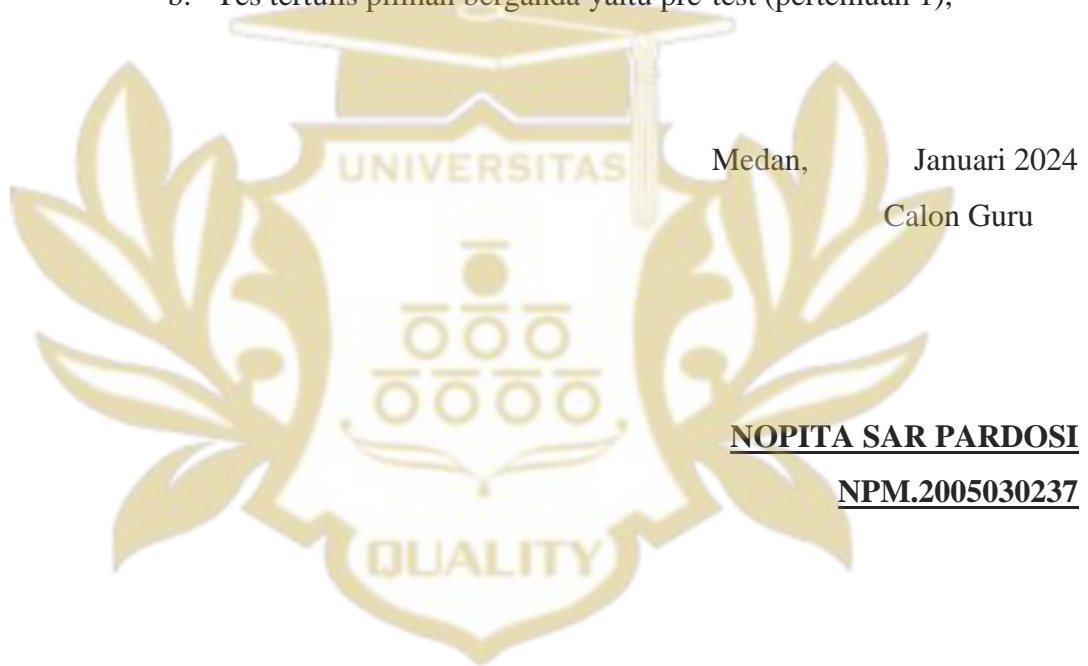 b. Tes tertulis pilihan berganda yaitu pre-test (pertemuan 1),
UNIVERSITAS
Medan, Januari 2024
Calon Guru
NOPITA SAR PARDOSI
NPM.2005030237
QUALITY